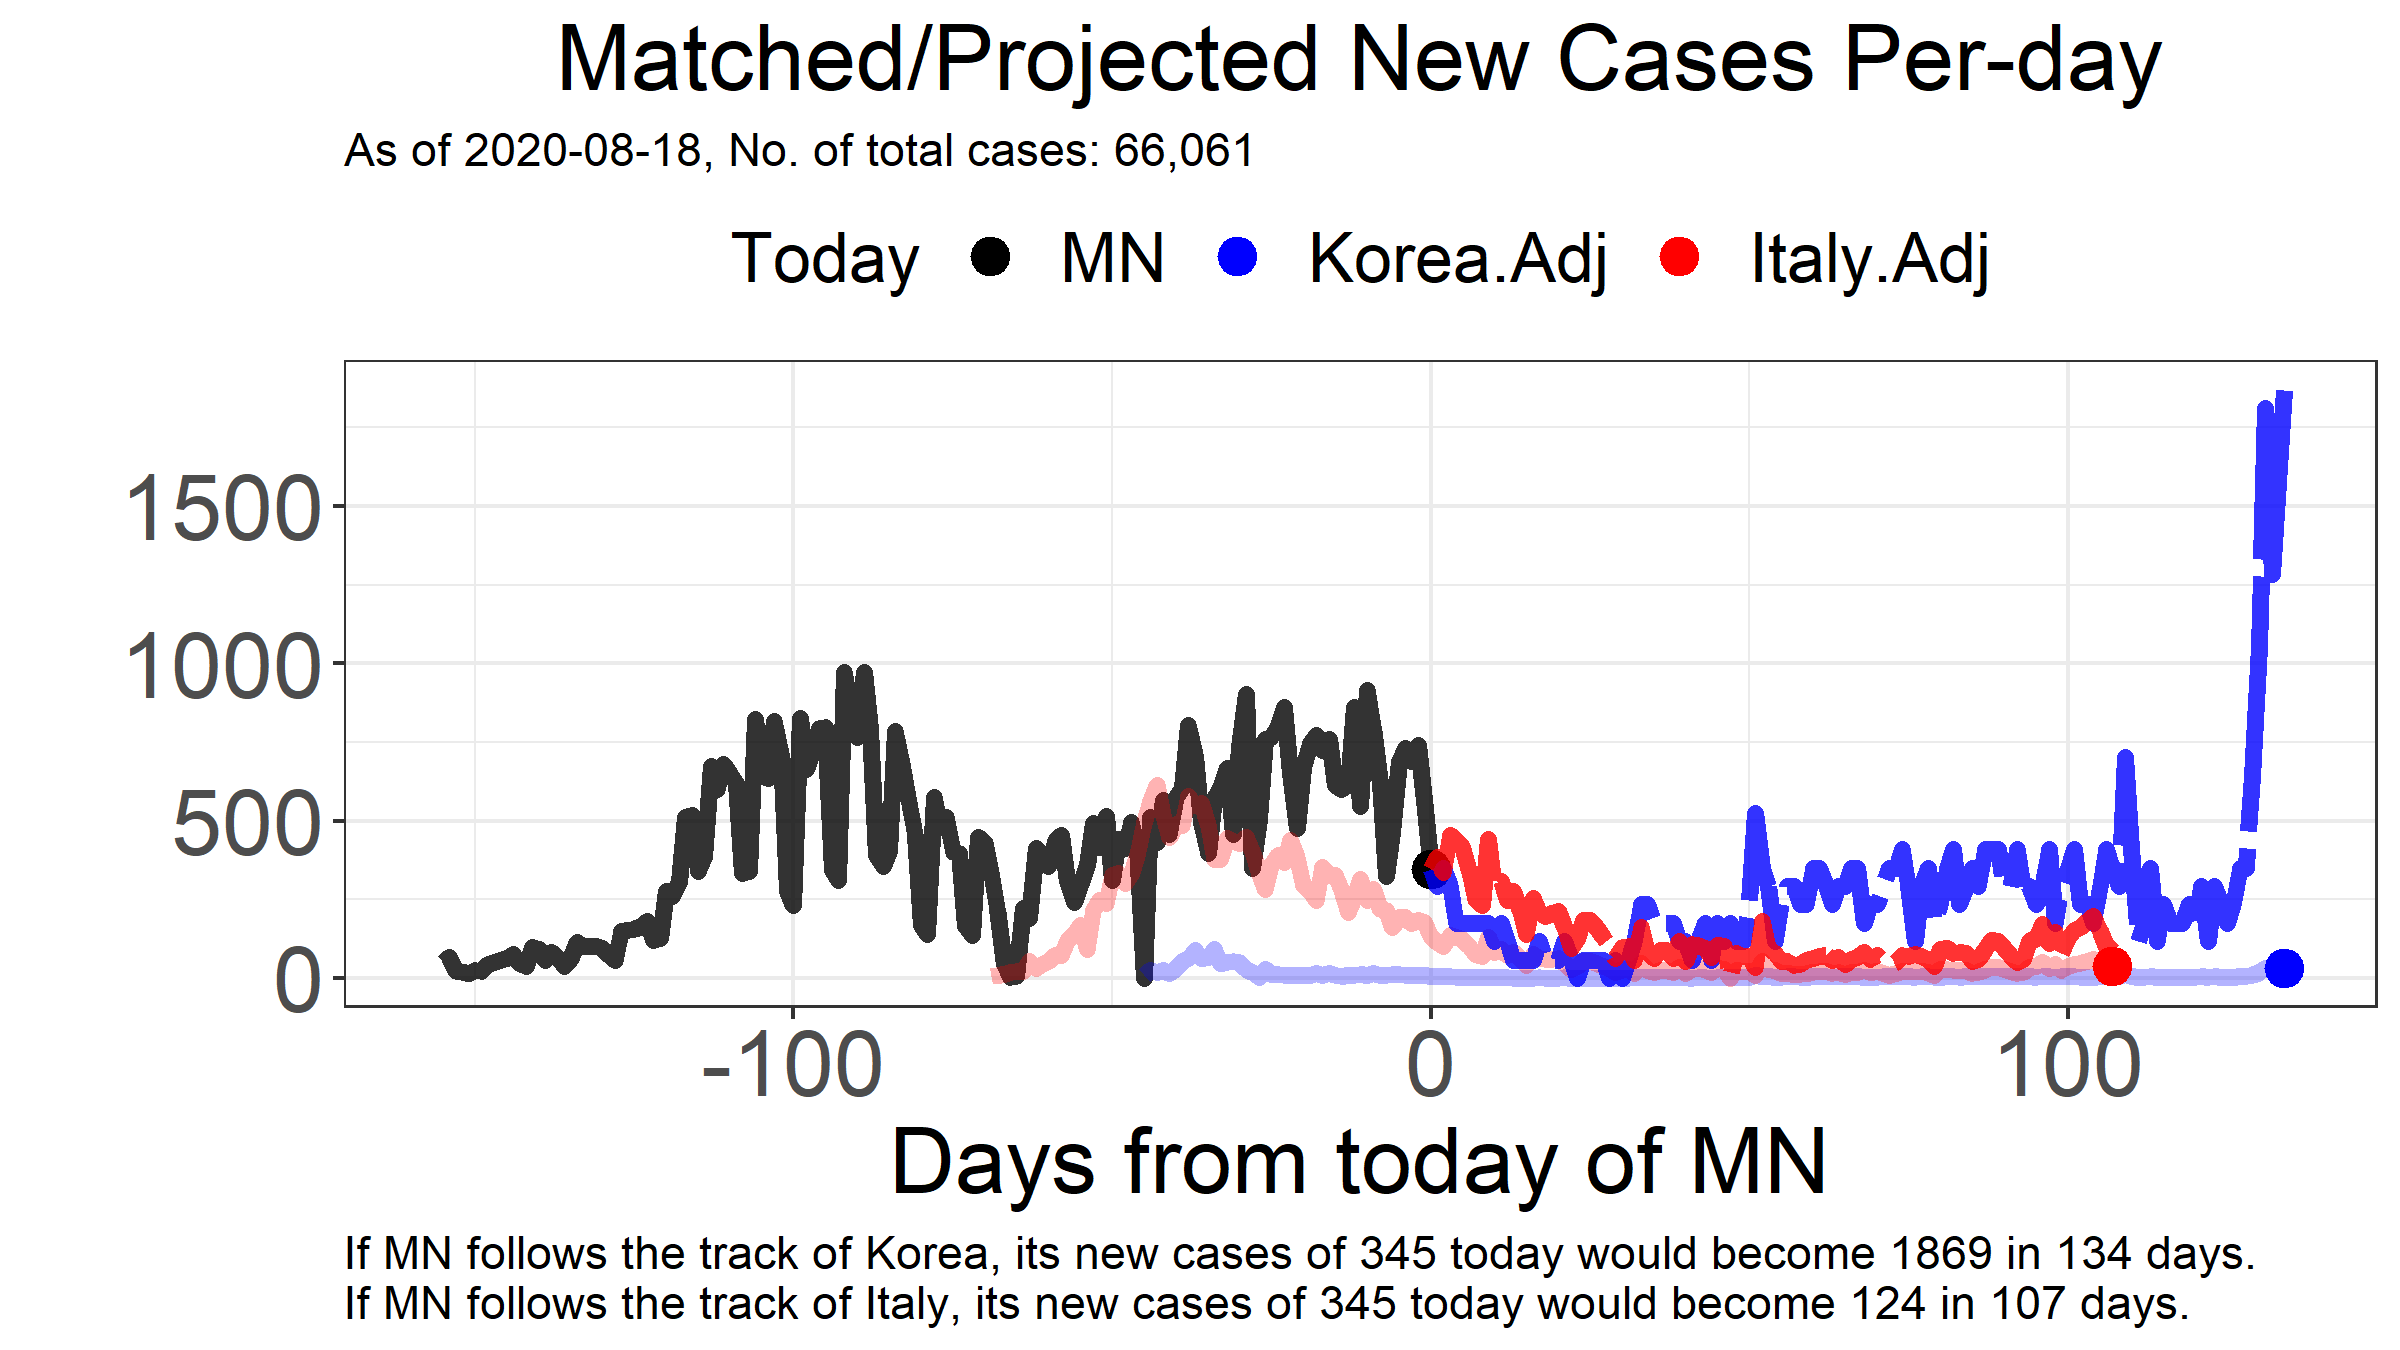 Matched/Projected New Cases Per-day
As of 2020-08-18, No. of total cases: 66,061
Today MN Korea.Adj Italy.Adj
1500
1000
500
0
-100 0 100
Days from today of MN
If MN follows the track of Korea, its new cases of 345 today would become 1869 in 134 days.
If MN follows the track of Italy, its new cases of 345 today would become 124 in 107 days.